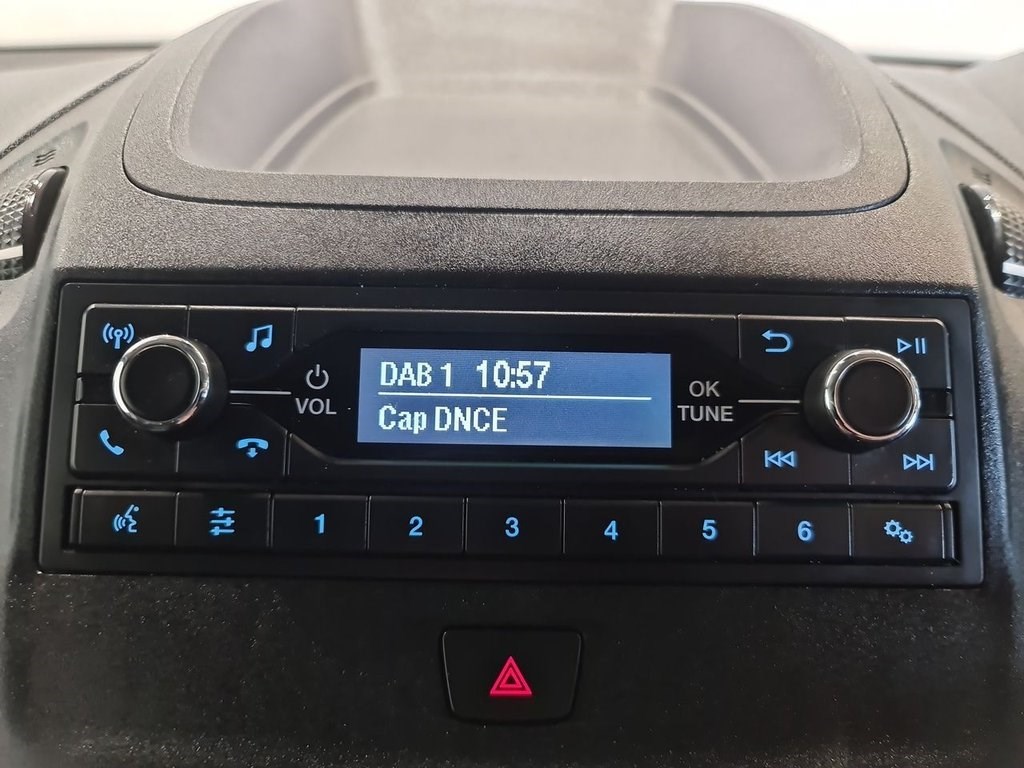 DAB 1 10:57
Cap DNCE
VOL
OK
TUNE
1 2 3 4 5 6